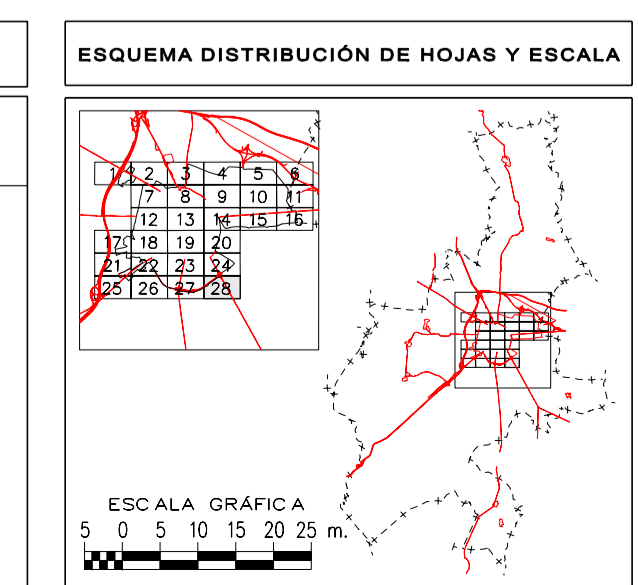 ESQUEMA DISTRIBUCIÓN DE HOJAS Y ESCALA
1 2 3 4 5 6
7 8 9 10 11
12 13 14 15 16
17 18 19 20
21 22 23 24
25 26 27 28
ESCALA GRÁFICA
5 0 5 10 15 20 25 m.